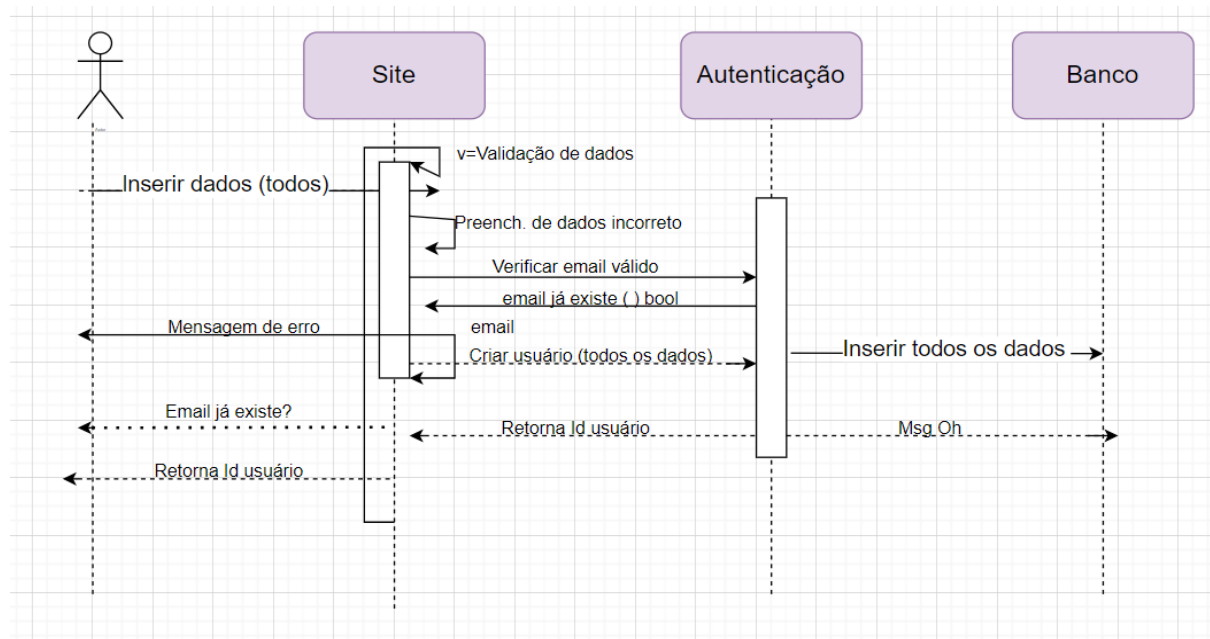 Site
Autenticação
Banco
v=Validação de dados
Inserir dados (todos)
Preench. de dados incorreto
Verificar email válido
email já existe ( ) bool
Mensagem de erro
email
Criar usuário (todos os dados)
Inserir todos os dados
Email já existe?
Retorna Id usuário
Msg Oh
Retorna Id usuário